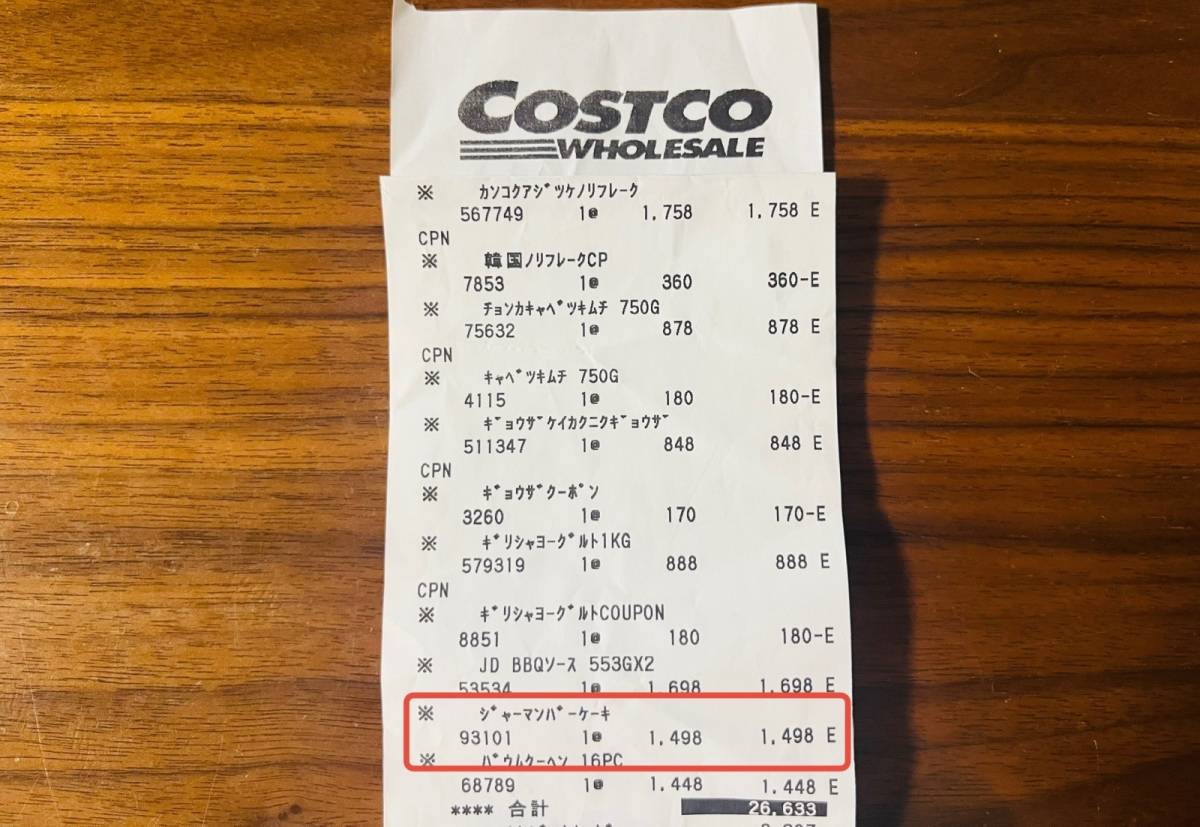 COSTCO
WHOLESALE
※ カンコクアジツケノリフレーク
567749 1@ 1,758 1,758 E
CPN
※ 韓国ノリフレークCP
7853 1@ 360 360-E
※ チョンカキャベツキムチ 750G
75632 1@ 878 878 E
CPN
※ キャベツキムチ 750G
4115 1@ 180 180-E
※ ギョウザケイカクニクギョウザ
511347 1@ 848 848 E
CPN
※ ギョウザクーポン
3260 1@ 170 170-E
※ ギリシャヨーグルト1KG
579319 1@ 888 888 E
CPN
※ ギリシャヨーグルトCOUPON
8851 1@ 180 180-E
※ JD BBQソース 553GX2
53534 1@ 1,698 1,698 E
※ ジャーマンバーケーキ
93101 1@ 1,498 1,498 E
※ バウムクーヘン 16PC
68789 1@ 1,448 1,448 E
**** 合計 26,633